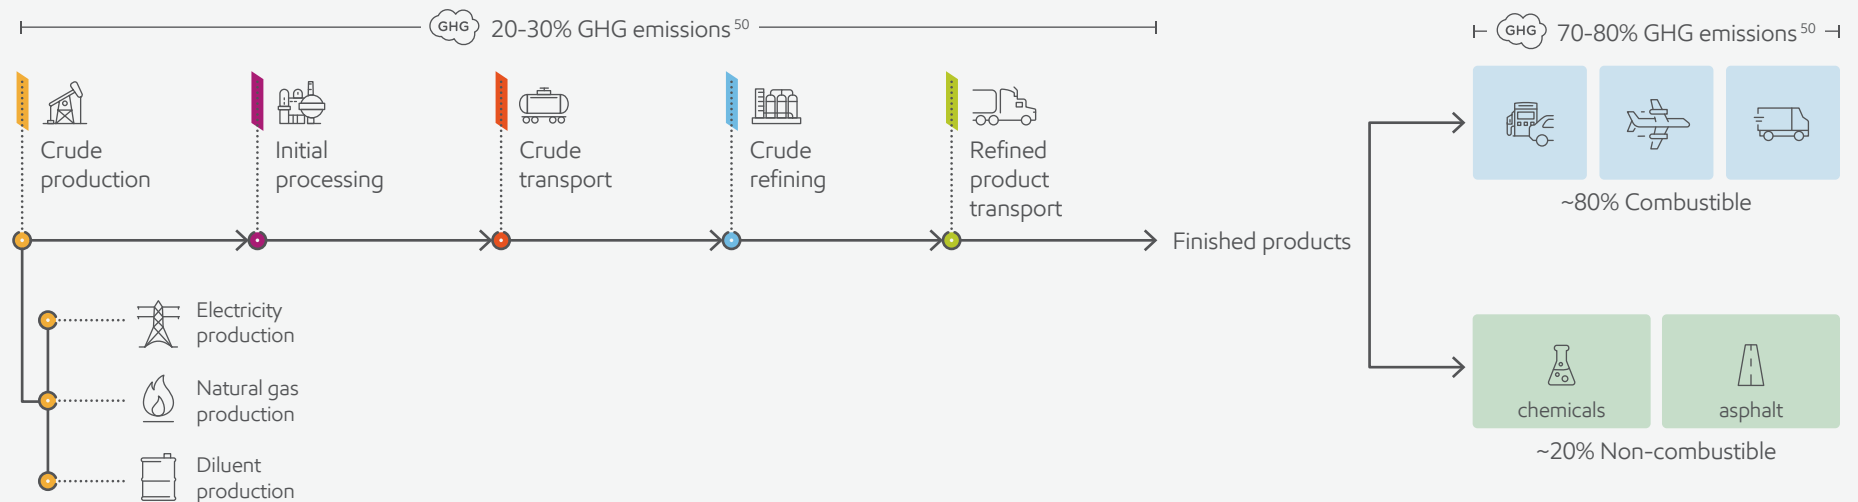 GHG 20-30% GHG emissions 50
GHG 70-80% GHG emissions 50
Crude
production
Initial
processing
Crude
transport
Crude
refining
Refined
product
transport
Finished products
~80% Combustible
Electricity
production
Natural gas
production
Diluent
production
chemicals
asphalt
~20% Non-combustible